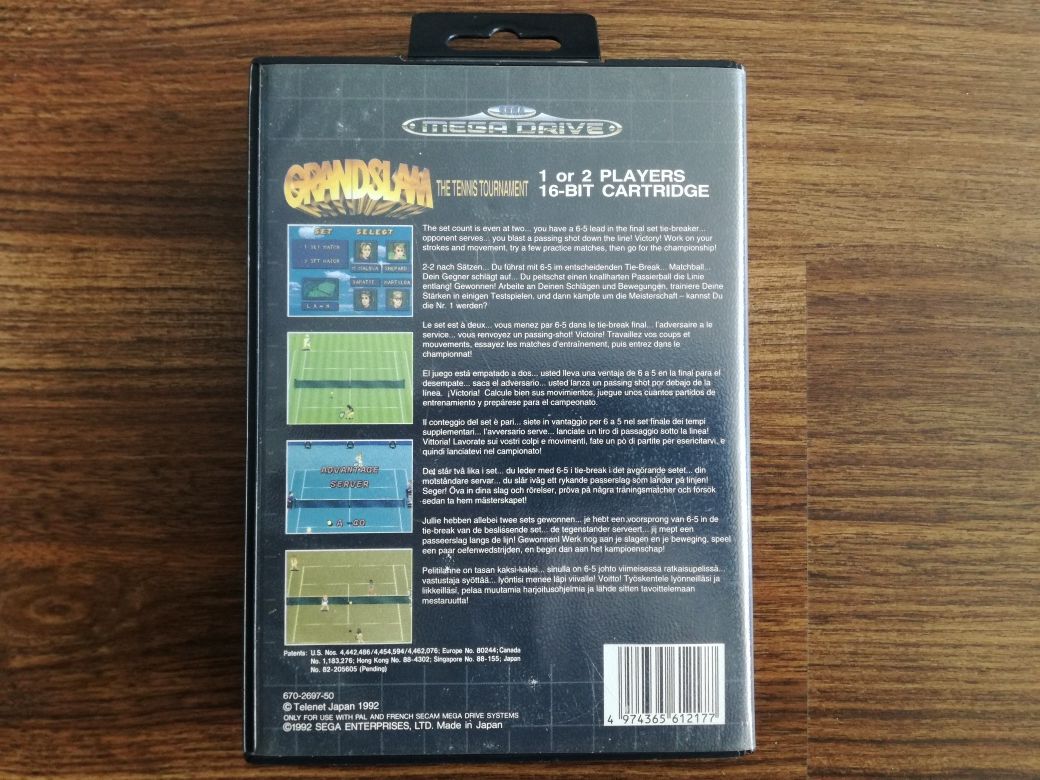 SEGA
MEGA DRIVE
GRANDSLAM
THE TENNIS TOURNAMENT
1 or 2 PLAYERS
16-BIT CARTRIDGE
SET SELECT
1 SET MATCH
3 SET MATCH
SHEPARD
The set count is even at two... you have a 6-5 lead in the final set tie-breaker...
opponent serves... you blast a passing shot down the line! Victory! Work on your
strokes and movement, try a few practice matches, then go for the championship!
2-2 nach Sätzen... Du führst mit 6-5 im entscheidenden Tie-Break... Matchball...
Dein Gegner schlägt auf... Du peitschst einen knallharten Passierball die Linie
entlang! Gewonnen! Arbeite an Deinen Schlägen und Bewegungen, trainiere Deine
Stärken in einigen Testspielen, und dann kämpfe um die Meisterschaft – kannst Du
die Nr. 1 werden?
Le set est à deux... vous menez par 6-5 dans le tie-break final... l'adversaire a le
service... vous renvoyez un passing-shot! Victoire! Travaillez vos coups et
mouvements, essayez les matches d'entraînement, puis entrez dans le
championnat!
El juego está empatado a dos... usted lleva una ventaja de 6 a 5 en la final para el
desempate... saca el adversario... usted lanza un passing shot por debajo de la
línea. ¡Victoria! Calcule bien sus movimientos, juegue unos cuantos partidos de
entrenamiento y prepárese para el campeonato.
Il conteggio del set è pari... siete in vantaggio per 6 a 5 nel set finale dei tempi
supplementari... l'avversario serve... lanciate un tiro di passaggio sotto la linea!
Vittoria! Lavorate sui vostri colpi e movimenti, fate un pò di partite per esericitarvi, e
quindi lanciatevi nel campionato!
Det står två lika i set... du leder med 6-5 i tie-break i det avgörande setet... din
motståndare servar... du slår iväg ett rykande passerslag som landar på linjen!
Seger! Öva in dina slag och rörelser, pröva på några träningsmatcher och försök
sedan ta hem mästerskapet!
ADVANTAGE
SERVER
A - 40
Jullie hebben allebei twee sets gewonnen... je hebt een voorsprong van 6-5 in de
tie-break van de beslissende set... de tegenstander serveert... jij mept een
passeerslag langs de lijn! Gewonnen! Werk nog aan je slagen en je beweging, speel
een paar oefenwedstrijden, en begin dan aan het kampioenschap!
Pelitilanne on tasan kaksi-kaksi... sinulla on 6-5 johto viimeisessä ratkaisupelissä...
vastustaja syöttää... lyöntisi menee läpi viivalle! Voitto! Työskentele lyönneilläsi ja
liikkeilläsi, pelaa muutamia harjoitusohjelmia ja lähde sitten tavoittelemaan
mestaruutta!
Patents: U.S. Nos. 4,442,486/4,454,594/4,462,076; Europe No. 80244; Canada
No. 1,183,276; Hong Kong No. 88-4302; Singapore No. 88-155; Japan
No. 82-205605 (Pending)
670-2697-50
© Telenet Japan 1992
ONLY FOR USE WITH PAL AND FRENCH SECAM MEGA DRIVE SYSTEMS
©1992 SEGA ENTERPRISES, LTD. Made in Japan
4 974365 612177